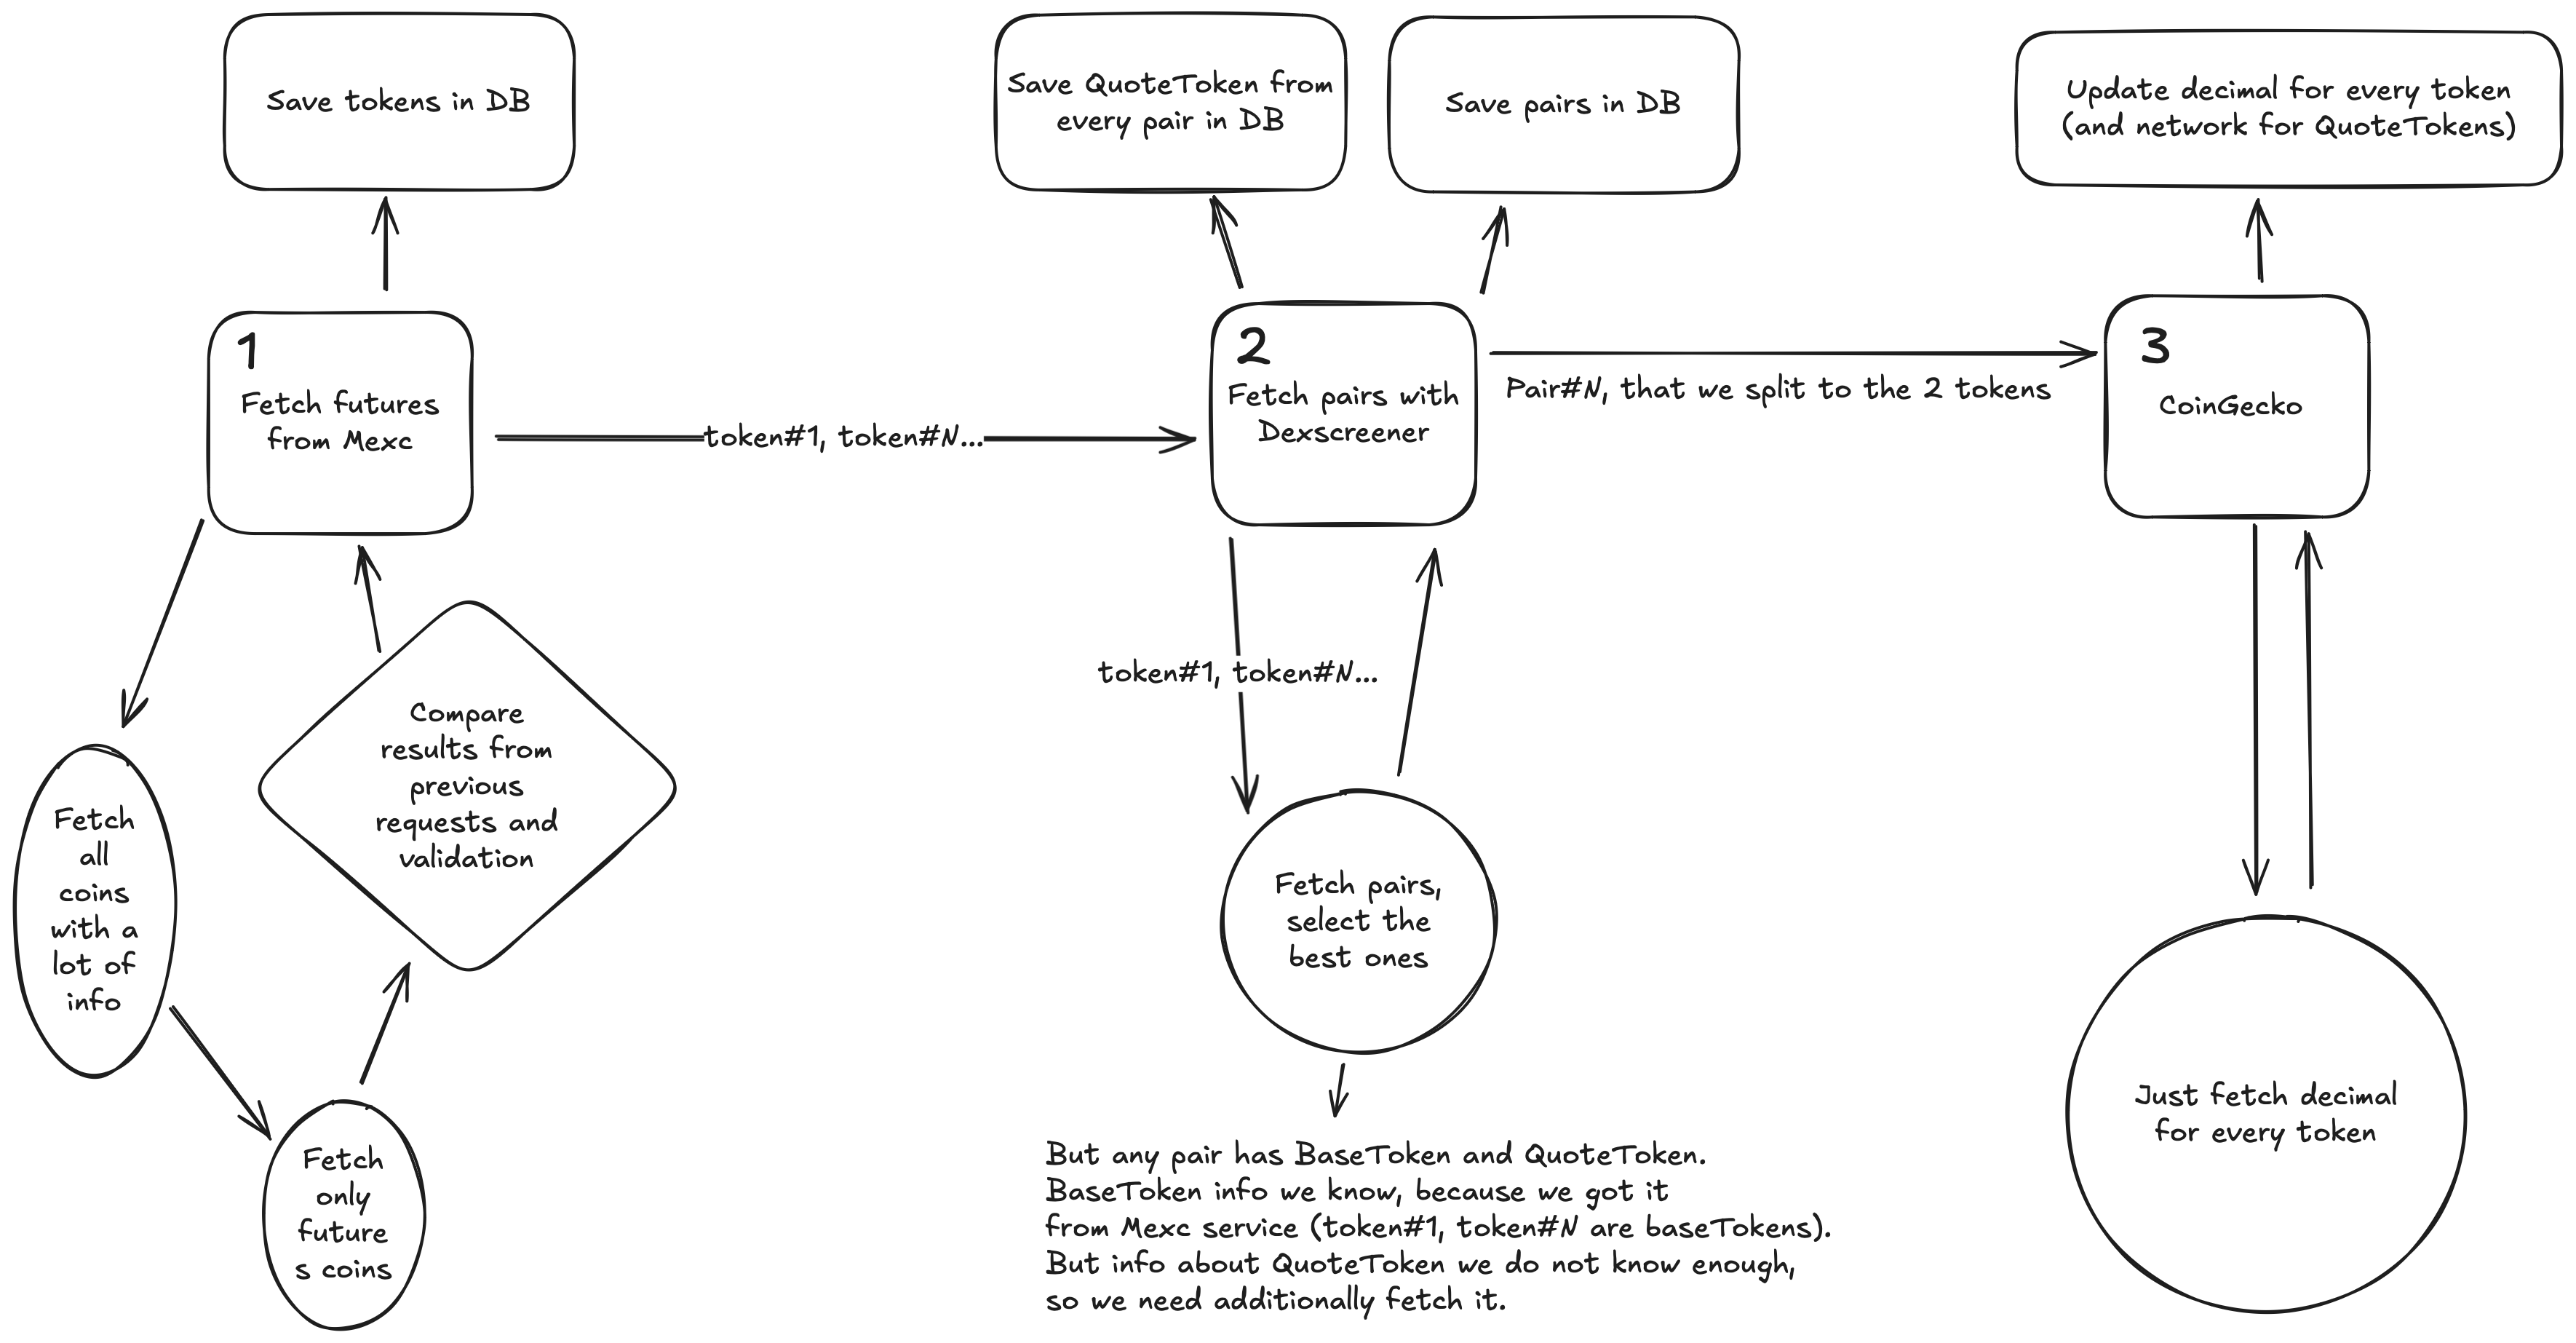 Save tokens in DB
Save QuoteToken from
every pair in DB
Save pairs in DB
Update decimal for every token
(and network for QuoteTokens)
1
Fetch futures
from Mexc
token#1, token#N...
2
Fetch pairs with
Dexscreener
Pair#N, that we split to the 2 tokens
3
CoinGecko
Compare
results from
previous
requests and
validation
Fetch
all
coins
with a
lot of
info
Fetch
only
future
s coins
token#1, token#N...
Fetch pairs,
select the
best ones
But any pair has BaseToken and QuoteToken.
BaseToken info we know, because we got it
from Mexc service (token#1, token#N are baseTokens).
But info about QuoteToken we do not know enough,
so we need additionally fetch it.
Just fetch decimal
for every token